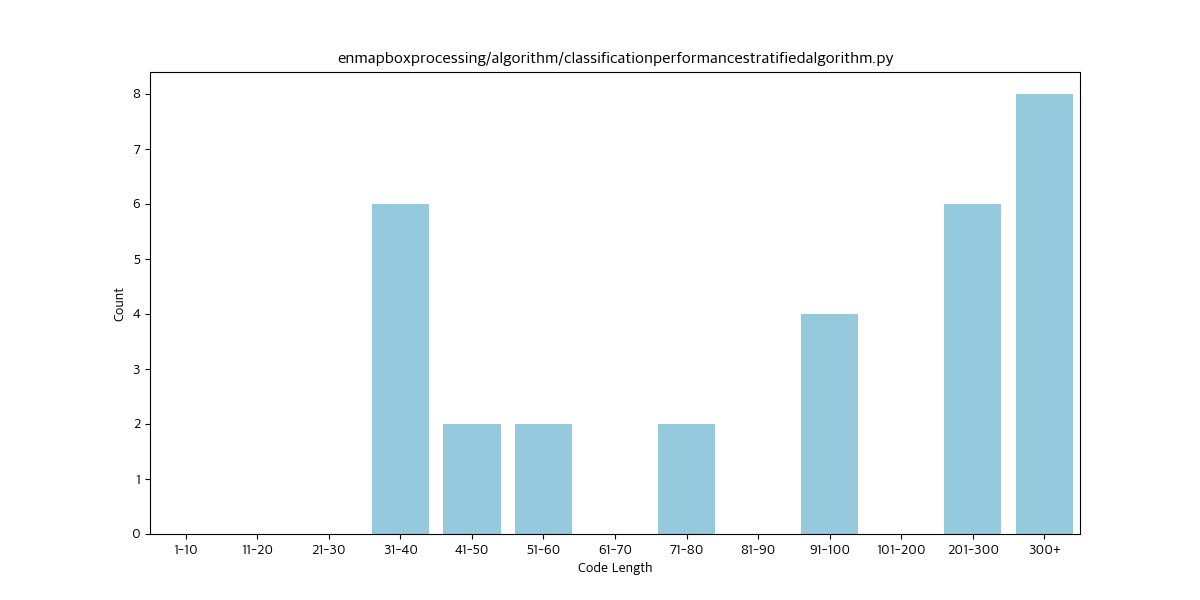 enmapboxprocessing/algorithm/classificationperformancestratifiedalgorithm.py
8
7
6
5
4
3
2
1
0
Count
1-10 11-20 21-30 31-40 41-50 51-60 61-70 71-80 81-90 91-100 101-200 201-300 300+
Code Length